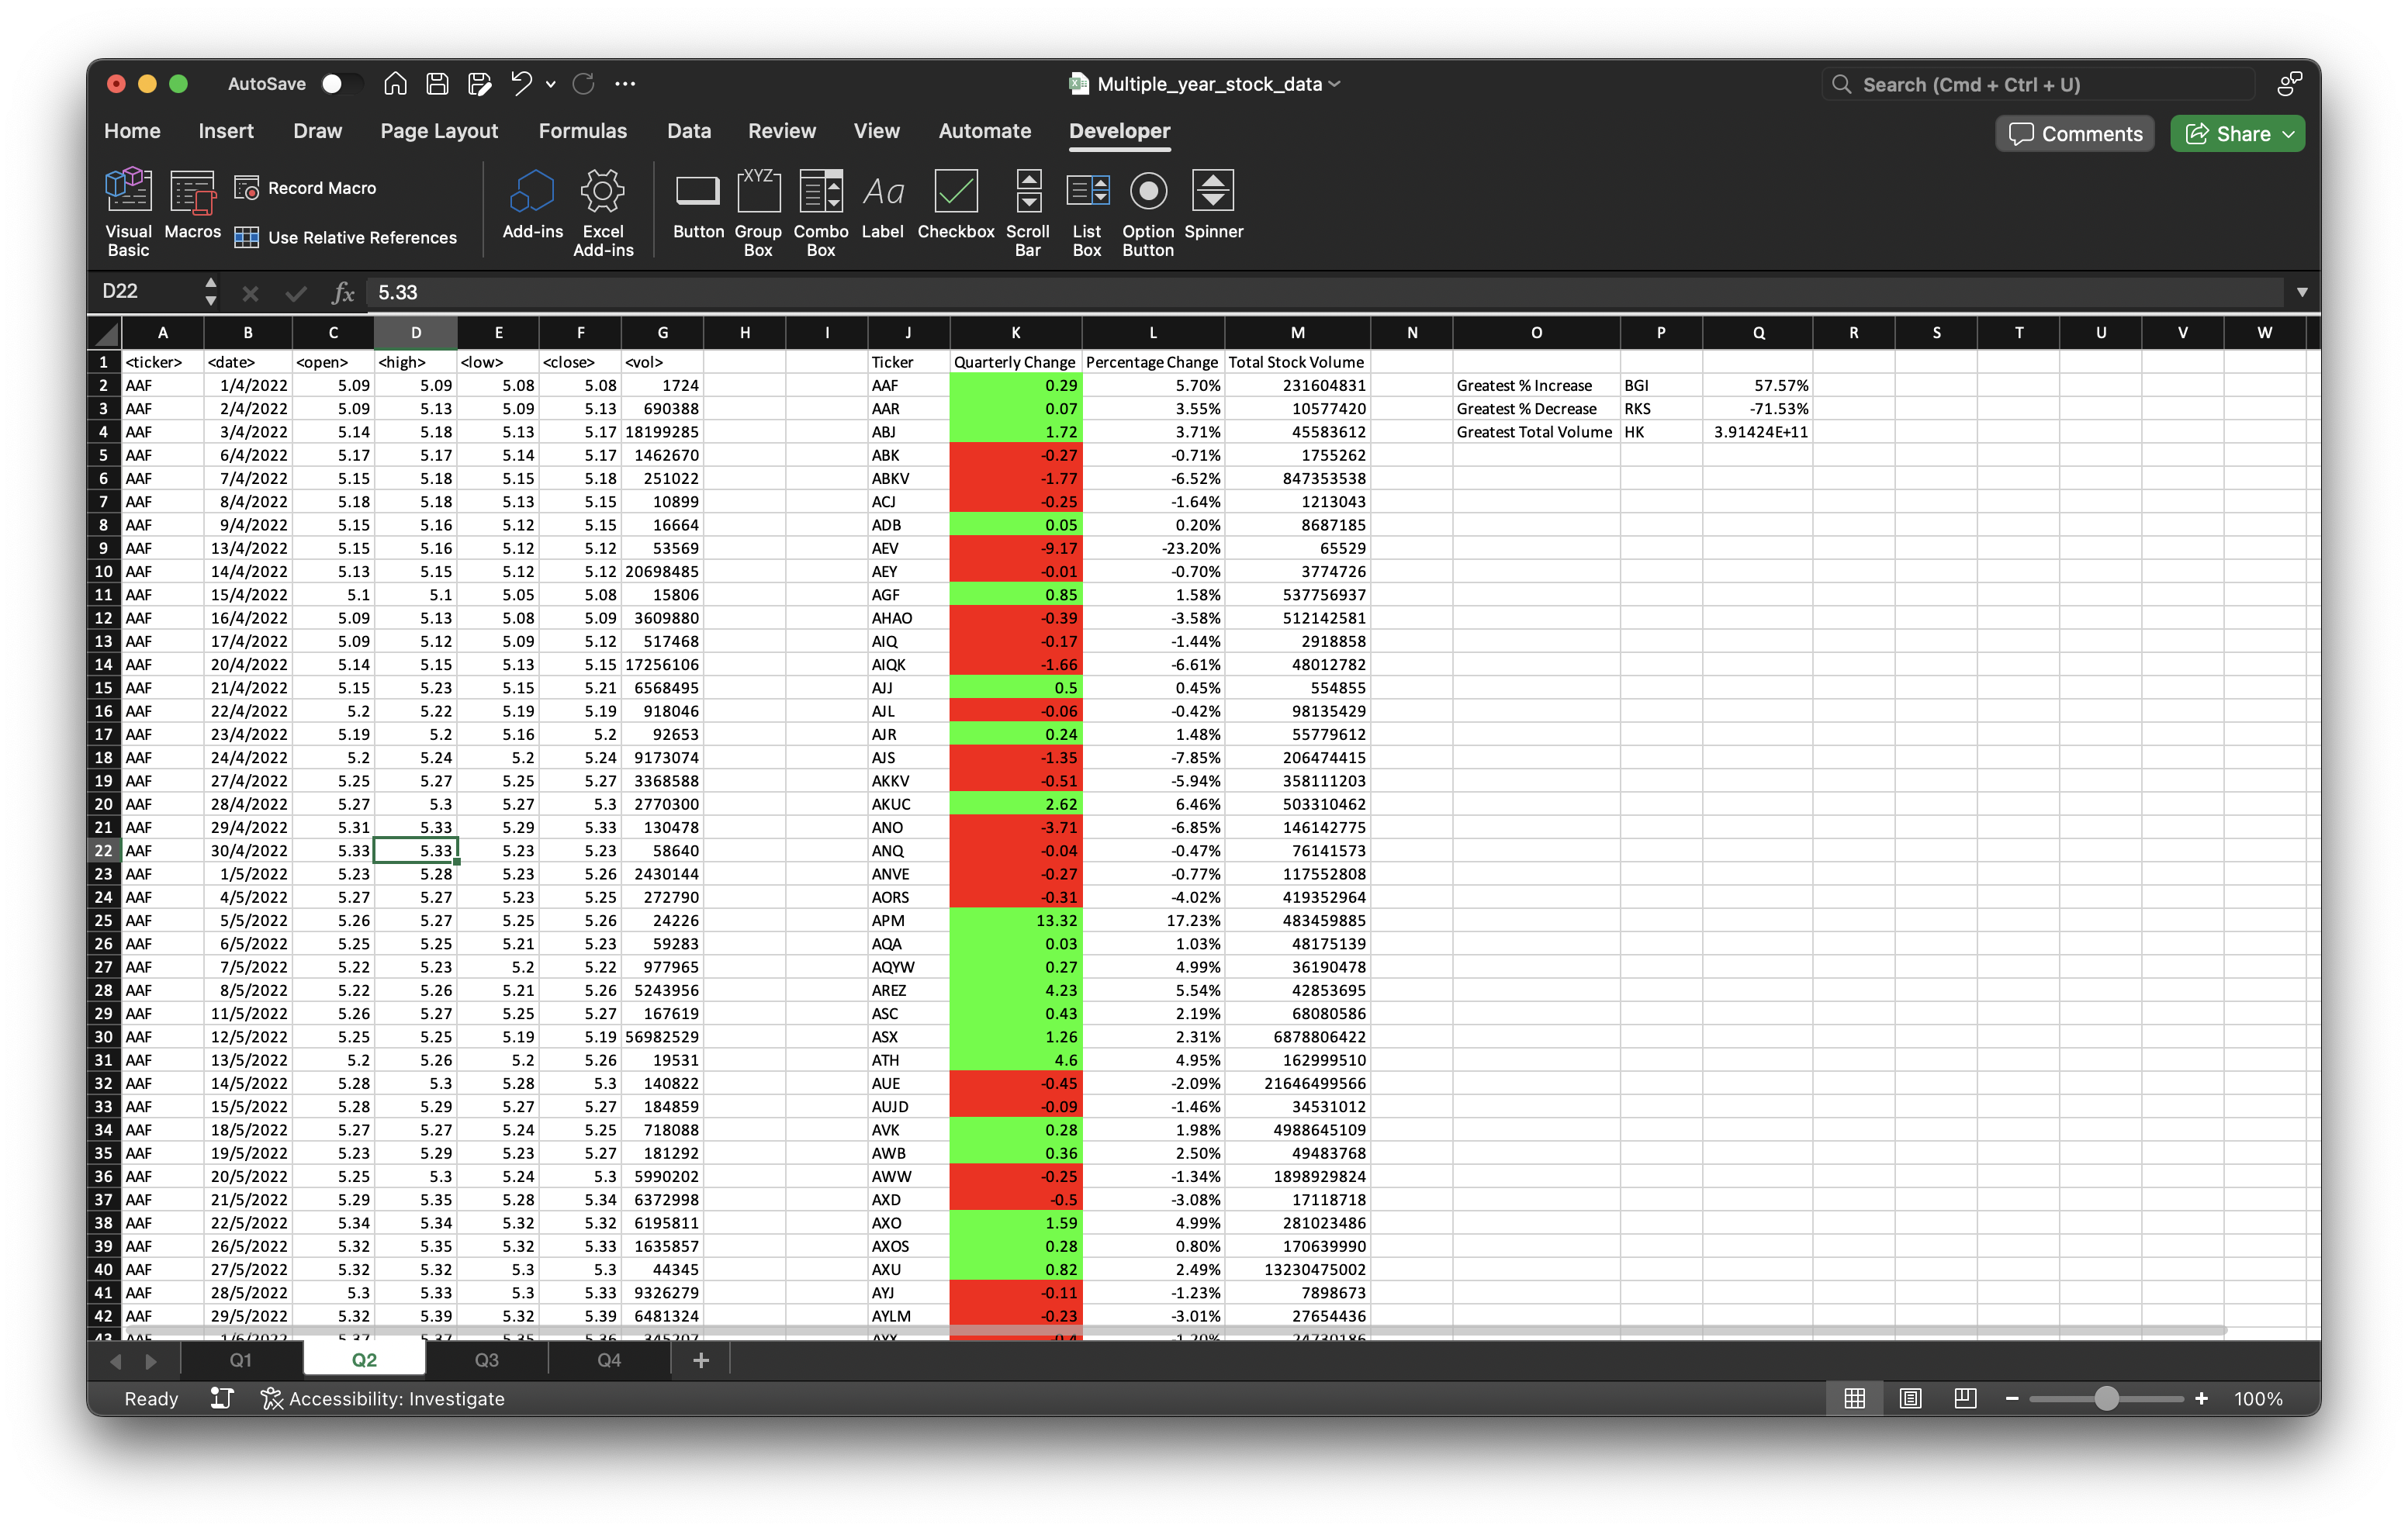 AutoSave
Multiple_year_stock_data
Search (Cmd + Ctrl + U)
Home Insert Draw Page Layout Formulas Data Review View Automate Developer
Comments Share
Visual Basic Macros Record Macro Use Relative References Add-ins Excel Add-ins Button Group Box Combo Box Label Checkbox Scroll Bar List Box Option Button Spinner
XYZ Aa
D22 fx 5.33
A B C D E F G H I J K L M N O P Q R S T U V W
1 <ticker> <date> <open> <high> <low> <close> <vol> Ticker Quarterly Change Percentage Change Total Stock Volume
2 AAF 1/4/2022 5.09 5.09 5.08 5.08 1724 AAF 0.29 5.70% 231604831 Greatest % Increase BGI 57.57%
3 AAF 2/4/2022 5.09 5.13 5.09 5.13 690388 AAR 0.07 3.55% 10577420 Greatest % Decrease RKS -71.53%
4 AAF 3/4/2022 5.14 5.18 5.13 5.17 18199285 ABJ 1.72 3.71% 45583612 Greatest Total Volume HK 3.91424E+11
5 AAF 6/4/2022 5.17 5.17 5.14 5.17 1462670 ABK -0.27 -0.71% 1755262
6 AAF 7/4/2022 5.15 5.18 5.15 5.18 251022 ABKV -1.77 -6.52% 847353538
7 AAF 8/4/2022 5.18 5.18 5.13 5.15 10899 ACJ -0.25 -1.64% 1213043
8 AAF 9/4/2022 5.15 5.16 5.12 5.15 16664 ADB 0.05 0.20% 8687185
9 AAF 13/4/2022 5.15 5.16 5.12 5.12 53569 AEV -9.17 -23.20% 65529
10 AAF 14/4/2022 5.13 5.15 5.12 5.12 20698485 AEY -0.01 -0.70% 3774726
11 AAF 15/4/2022 5.1 5.1 5.05 5.08 15806 AGF 0.85 1.58% 537756937
12 AAF 16/4/2022 5.09 5.13 5.08 5.09 3609880 AHAO -0.39 -3.58% 512142581
13 AAF 17/4/2022 5.09 5.12 5.09 5.12 517468 AIQ -0.17 -1.44% 2918858
14 AAF 20/4/2022 5.14 5.15 5.13 5.15 17256106 AIQK -1.66 -6.61% 48012782
15 AAF 21/4/2022 5.15 5.23 5.15 5.21 6568495 AJJ 0.5 0.45% 554855
16 AAF 22/4/2022 5.2 5.22 5.19 5.19 918046 AJL -0.06 -0.42% 98135429
17 AAF 23/4/2022 5.19 5.2 5.16 5.2 92653 AJR 0.24 1.48% 55779612
18 AAF 24/4/2022 5.2 5.24 5.2 5.24 9173074 AJS -1.35 -7.85% 206474415
19 AAF 27/4/2022 5.25 5.27 5.25 5.27 3368588 AKKV -0.51 -5.94% 358111203
20 AAF 28/4/2022 5.27 5.3 5.27 5.3 2770300 AKUC 2.62 6.46% 503310462
21 AAF 29/4/2022 5.31 5.33 5.29 5.33 130478 ANO -3.71 -6.85% 146142775
22 AAF 30/4/2022 5.33 5.33 5.23 5.23 58640 ANQ -0.04 -0.47% 76141573
23 AAF 1/5/2022 5.23 5.28 5.23 5.26 2430144 ANVE -0.27 -0.77% 117552808
24 AAF 4/5/2022 5.27 5.27 5.23 5.25 272790 AORS -0.31 -4.02% 419352964
25 AAF 5/5/2022 5.26 5.27 5.25 5.26 24226 APM 13.32 17.23% 483459885
26 AAF 6/5/2022 5.25 5.25 5.21 5.23 59283 AQA 0.03 1.03% 48175139
27 AAF 7/5/2022 5.22 5.23 5.2 5.22 977965 AQYW 0.27 4.99% 36190478
28 AAF 8/5/2022 5.22 5.26 5.21 5.26 5243956 AREZ 4.23 5.54% 42853695
29 AAF 11/5/2022 5.26 5.27 5.25 5.27 167619 ASC 0.43 2.19% 68080586
30 AAF 12/5/2022 5.25 5.25 5.19 5.19 56982529 ASX 1.26 2.31% 6878806422
31 AAF 13/5/2022 5.2 5.26 5.2 5.26 19531 ATH 4.6 4.95% 162999510
32 AAF 14/5/2022 5.28 5.3 5.28 5.3 140822 AUE -0.45 -2.09% 21646499566
33 AAF 15/5/2022 5.28 5.29 5.27 5.27 184859 AUJD -0.09 -1.46% 34531012
34 AAF 18/5/2022 5.27 5.27 5.24 5.25 718088 AVK 0.28 1.98% 4988645109
35 AAF 19/5/2022 5.23 5.29 5.23 5.27 181292 AWB 0.36 2.50% 49483768
36 AAF 20/5/2022 5.25 5.3 5.24 5.3 5990202 AWW -0.25 -1.34% 1898929824
37 AAF 21/5/2022 5.29 5.35 5.28 5.34 6372998 AXD -0.5 -3.08% 17118718
38 AAF 22/5/2022 5.34 5.34 5.32 5.32 6195811 AXO 1.59 4.99% 281023486
39 AAF 26/5/2022 5.32 5.35 5.32 5.33 1635857 AXOS 0.28 0.80% 170639990
40 AAF 27/5/2022 5.32 5.32 5.3 5.3 44345 AXU 0.82 2.49% 13230475002
41 AAF 28/5/2022 5.3 5.33 5.3 5.33 9326279 AYJ -0.11 -1.23% 7898673
42 AAF 29/5/2022 5.32 5.39 5.32 5.39 6481324 AYLM -0.23 -3.01% 27654436
Q1 Q2 Q3 Q4
Ready Accessibility: Investigate 100%